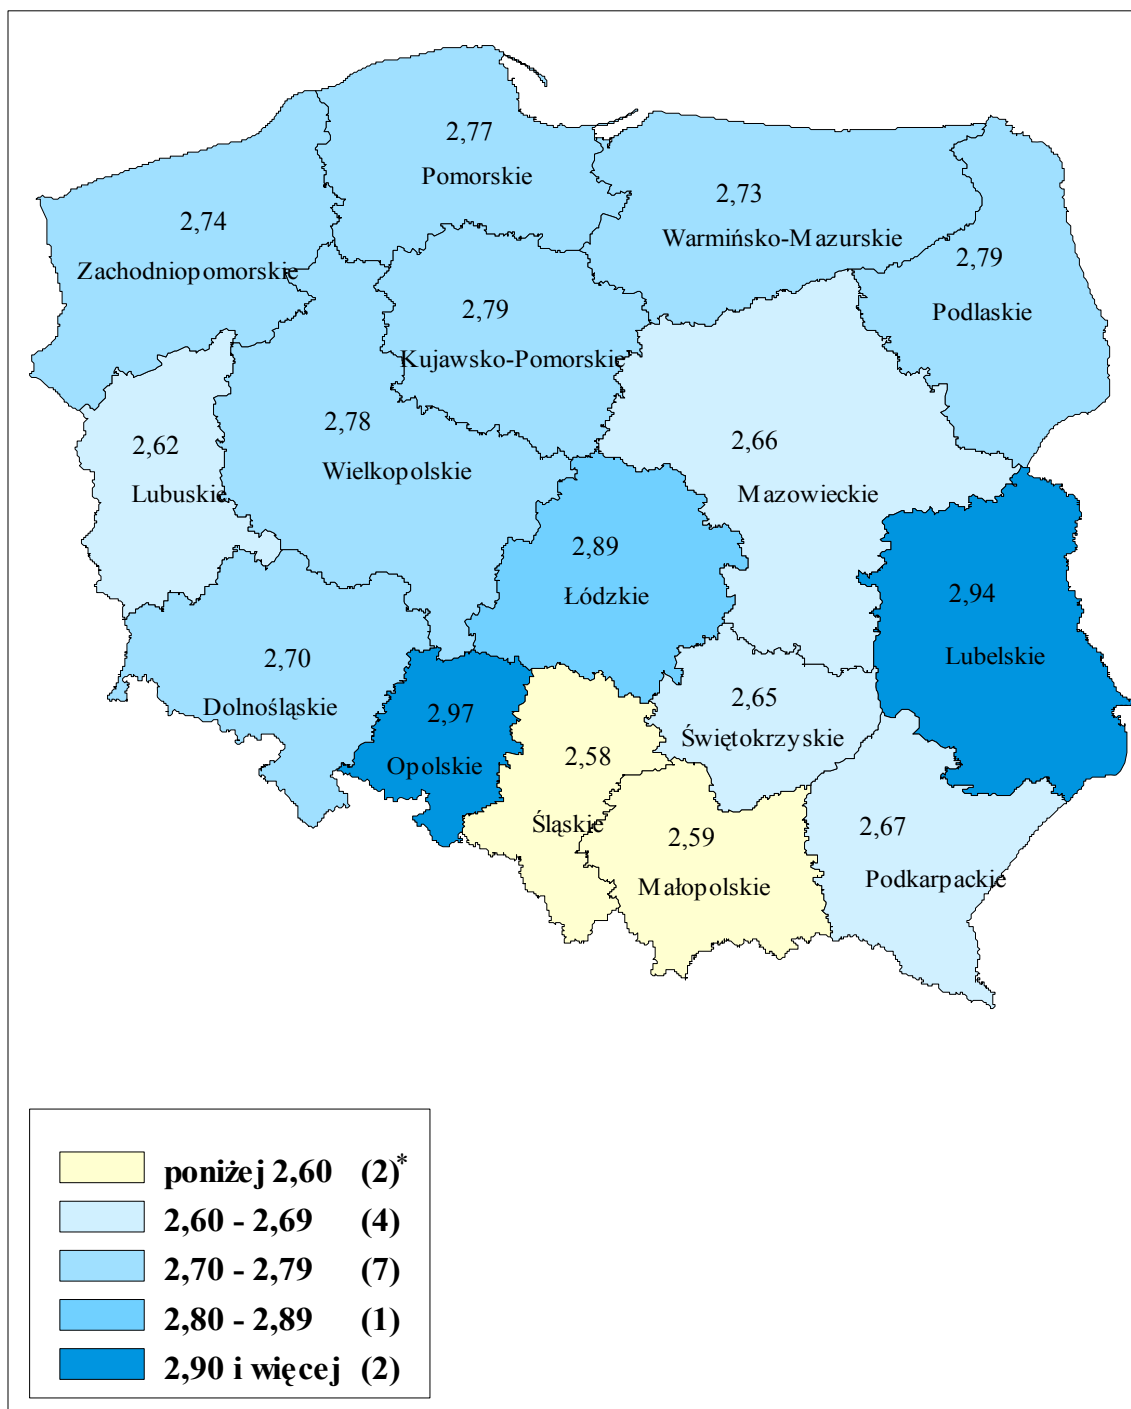 2,77
Pomorskie
2,73
Warmińsko-Mazurskie
2,74
Zachodniopomorskie
2,79
Podlaskie
2,79
Kujawsko-Pomorskie
2,78
Wielkopolskie
2,62
Lubuskie
2,66
Mazowieckie
2,89
Łódzkie
2,94
Lubelskie
2,70
Dolnośląskie
2,97
Opolskie
2,65
Świętokrzyskie
2,58
Śląskie
2,59
Małopolskie
2,67
Podkarpackie
poniżej 2,60 (2)*
2,60 - 2,69 (4)
2,70 - 2,79 (7)
2,80 - 2,89 (1)
2,90 i więcej (2)